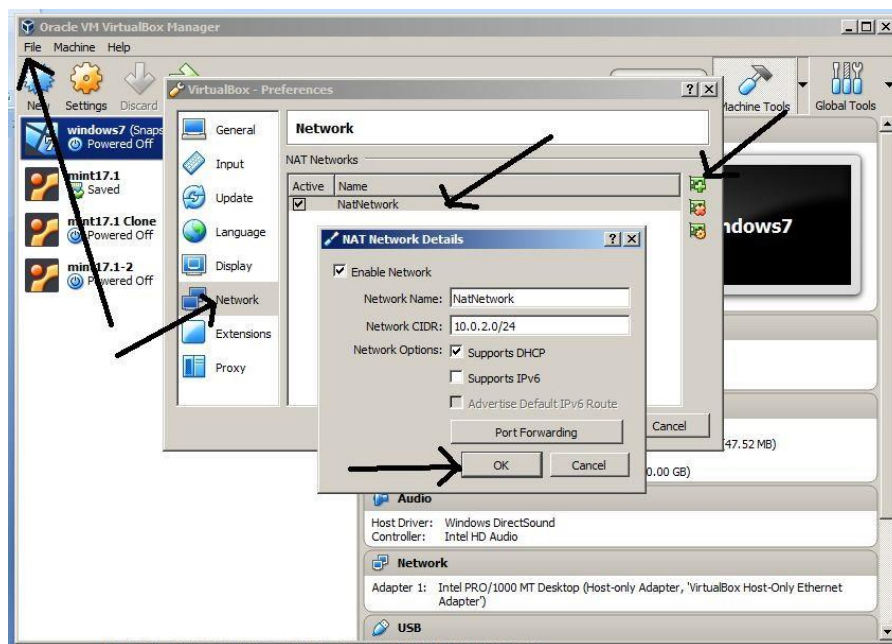 Oracle VM VirtualBox Manager
File Machine Help
New Settings Discard
Machine Tools
Global Tools
windows7 (Snaps
Powered Off
mint17.1
Saved
mint17.1 Clone
Powered Off
mint17.1-2
Powered Off
VirtualBox - Preferences
General
Input
Update
Language
Display
Network
Extensions
Proxy
Network
NAT Networks
Active Name
NatNetwork
NAT Network Details
Enable Network
Network Name: NatNetwork
Network CIDR: 10.0.2.0/24
Network Options: Supports DHCP
Supports IPv6
Advertise Default IPv6 Route
Port Forwarding
OK Cancel
Cancel
ndows7
47.52 MB)
0.00 GB)
Audio
Host Driver: Windows DirectSound
Controller: Intel HD Audio
Network
Adapter 1: Intel PRO/1000 MT Desktop (Host-only Adapter, 'VirtualBox Host-Only Ethernet
Adapter')
USB